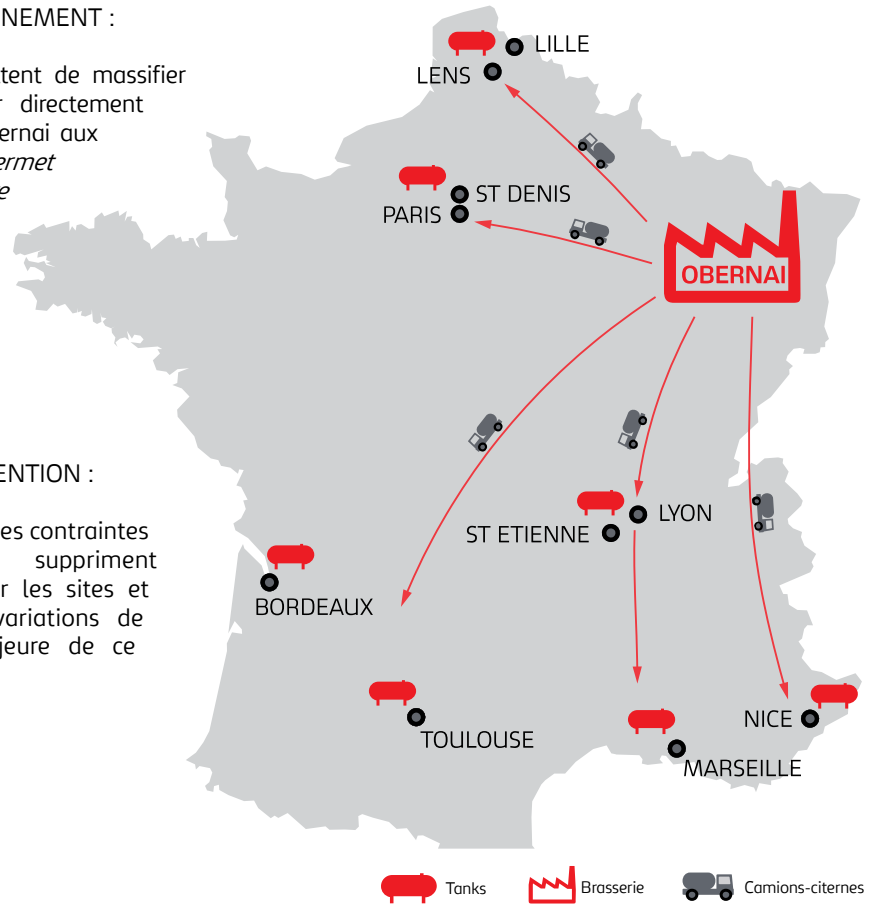 NEMENT :
tent de massifier
r directement
ernai aux
ermet
e
ENTION :
es contraintes
suppriment
r les sites et
variations de
jeure de ce
LILLE
LENS
ST DENIS
PARIS
OBERNAI
LYON
ST ETIENNE
BORDEAUX
NICE
TOULOUSE
MARSEILLE
Tanks
Brasserie
Camions-citernes